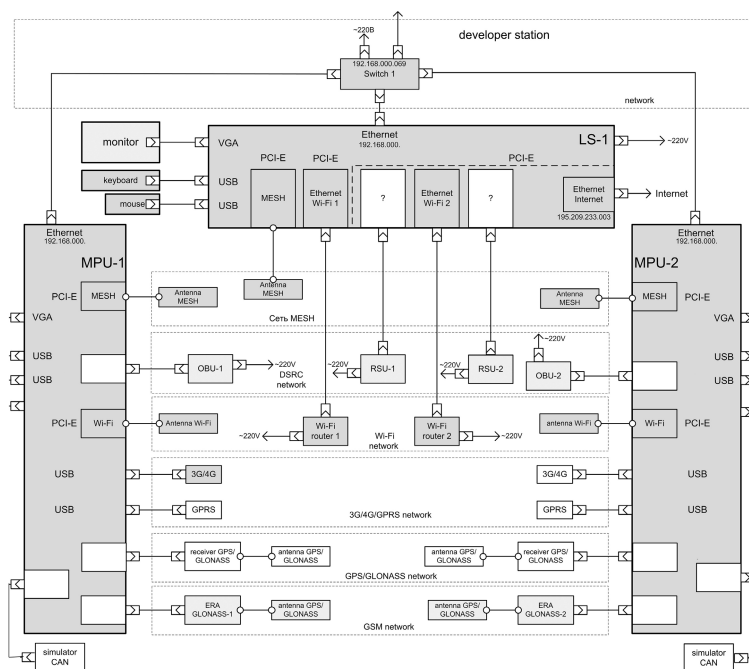 developer station
~220В
192.168.000.069
Switch 1
network
monitor
keyboard
mouse
VGA
USB
USB
Ethernet
192.168.000.
LS-1
~220V
PCI-E
PCI-E
PCI-E
MESH
Ethernet
Wi-Fi 1
?
Ethernet
Wi-Fi 2
?
Ethernet
Internet
195.209.233.003
Internet
Ethernet
192.168.000.
MPU-1
PCI-E
MESH
VGA
USB
USB
PCI-E
Wi-Fi
USB
USB
Ethernet
192.168.000.
MPU-2
MESH
PCI-E
VGA
USB
USB
Wi-Fi
PCI-E
USB
USB
Antenna
MESH
Antenna
MESH
Antenna
MESH
Сеть MESH
OBU-1
~220V
DSRC
network
~220V
RSU-1
~220V
RSU-2
~220V
OBU-2
Antenna Wi-Fi
~220V
Wi-Fi
router 1
Wi-Fi
network
Wi-Fi
router 2
~220V
antenna Wi-Fi
3G/4G
GPRS
3G/4G
GPRS
3G/4G/GPRS network
receiver GPS/
GLONASS
antenna GPS/
GLONASS
antenna GPS/
GLONASS
receiver GPS/
GLONASS
GPS/GLONASS network
ERA
GLONASS-1
antenna GPS/
GLONASS
antenna GPS/
GLONASS
ERA
GLONASS-2
GSM network
simulator
CAN
simulator
CAN